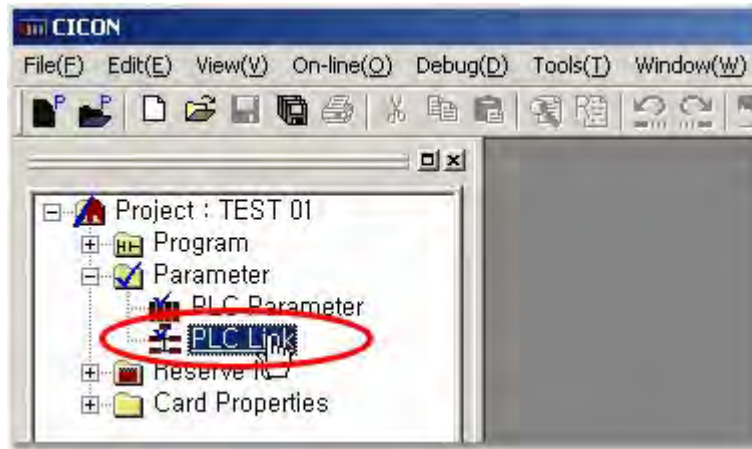 CICON
File(F) Edit(E) View(V) On-line(O) Debug(D) Tools(T) Window(W)
Project : TEST 01
Program
Parameter
PLC Parameter
PLC Link
Reserve
Card Properties